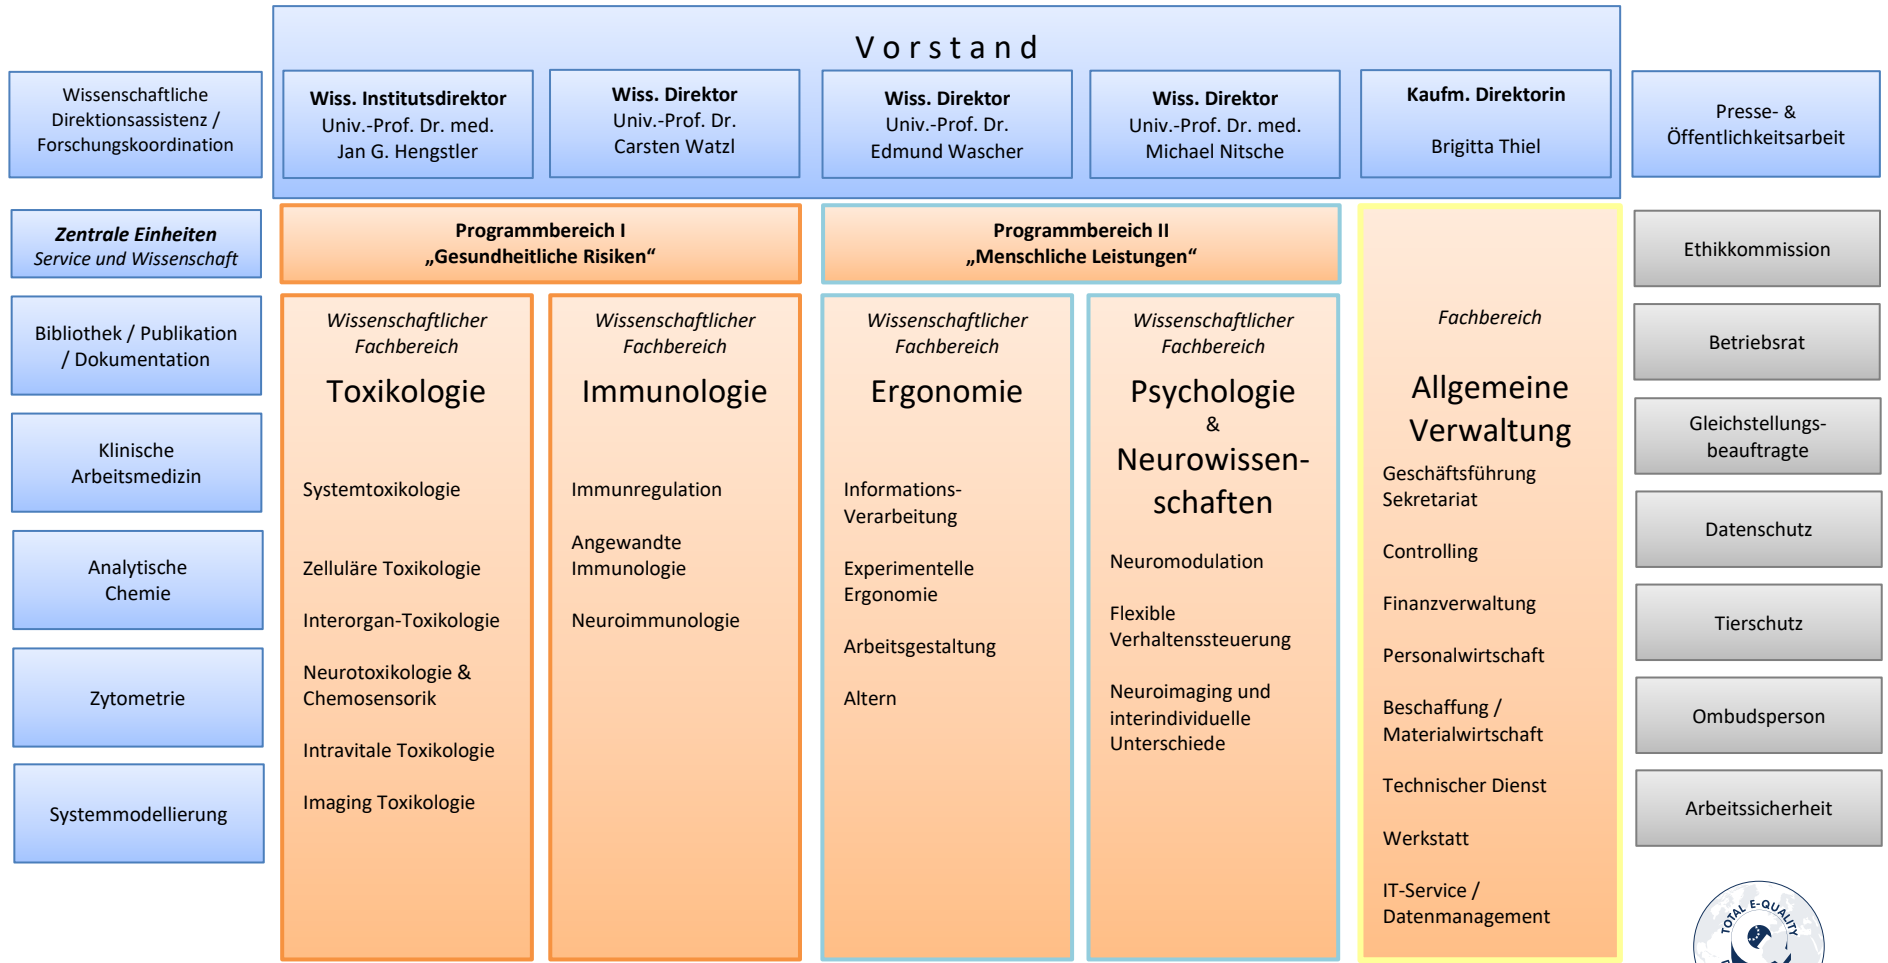 Vorstand
Wissenschaftliche
Direktionsassistenz /
Forschungskoordination
Wiss. Institutsdirektor
Univ.-Prof. Dr. med.
Jan G. Hengstler
Wiss. Direktor
Univ.-Prof. Dr.
Carsten Watzl
Wiss. Direktor
Univ.-Prof. Dr.
Edmund Wascher
Wiss. Direktor
Univ.-Prof. Dr. med.
Michael Nitsche
Kaufm. Direktorin
Brigitta Thiel
Presse- &
Öffentlichkeitsarbeit
Zentrale Einheiten
Service und Wissenschaft
Bibliothek / Publikation
/ Dokumentation
Klinische
Arbeitsmedizin
Analytische
Chemie
Zytometrie
Systemmodellierung
Programmbereich I
„Gesundheitliche Risiken“
Wissenschaftlicher
Fachbereich
Toxikologie
Systemtoxikologie
Zelluläre Toxikologie
Interorgan-Toxikologie
Neurotoxikologie &
Chemosensorik
Intravitale Toxikologie
Imaging Toxikologie
Wissenschaftlicher
Fachbereich
Immunologie
Immunregulation
Angewandte
Immunologie
Neuroimmunologie
Programmbereich II
„Menschliche Leistungen“
Wissenschaftlicher
Fachbereich
Ergonomie
Informations-
Verarbeitung
Experimentelle
Ergonomie
Arbeitsgestaltung
Altern
Wissenschaftlicher
Fachbereich
Psychologie
&
Neurowissen-
schaften
Neuromodulation
Flexible
Verhaltenssteuerung
Neuroimaging und
interindividuelle
Unterschiede
Fachbereich
Allgemeine
Verwaltung
Geschäftsführung
Sekretariat
Controlling
Finanzverwaltung
Personalwirtschaft
Beschaffung /
Materialwirtschaft
Technischer Dienst
Werkstatt
IT-Service /
Datenmanagement
Ethikkommission
Betriebsrat
Gleichstellungs-
beauftragte
Datenschutz
Tierschutz
Ombudsperson
Arbeitssicherheit
TOTAL E-QUALITY